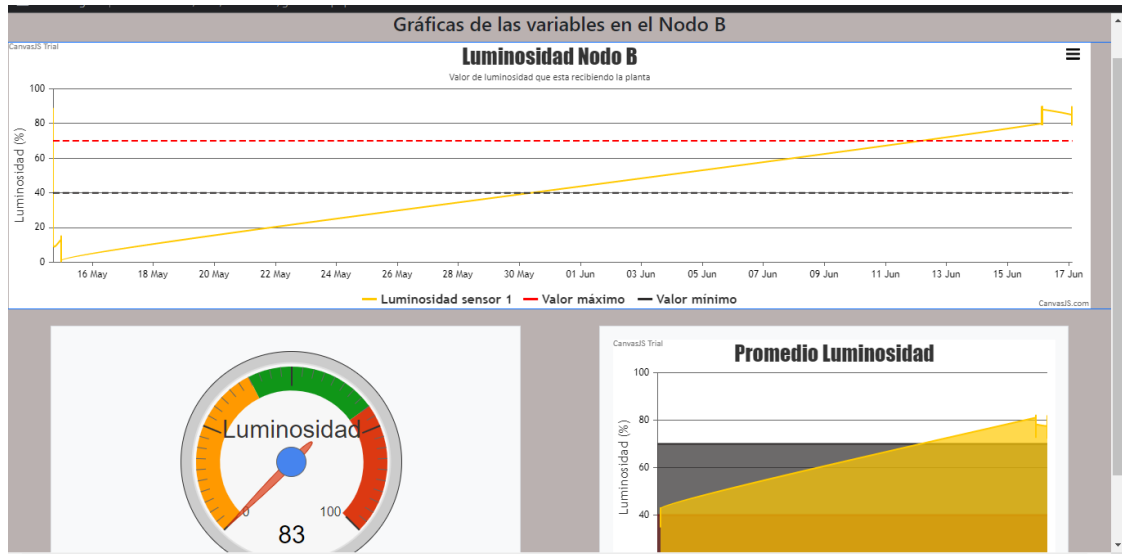 Gráficas de las variables en el Nodo B
CanvasJS Trial
Luminosidad Nodo B
Valor de luminosidad que esta recibiendo la planta
Luminosidad (%)
100
80
60
40
20
0
16 May 18 May 20 May 22 May 24 May 26 May 28 May 30 May 01 Jun 03 Jun 05 Jun 07 Jun 09 Jun 11 Jun 13 Jun 15 Jun 17 Jun
Luminosidad sensor 1 Valor máximo Valor minimo
CanvasJS.com
Luminosidad
0 100
83
CanvasJS Trial
Promedio Luminosidad
Luminosidad (%)
100
80
60
40